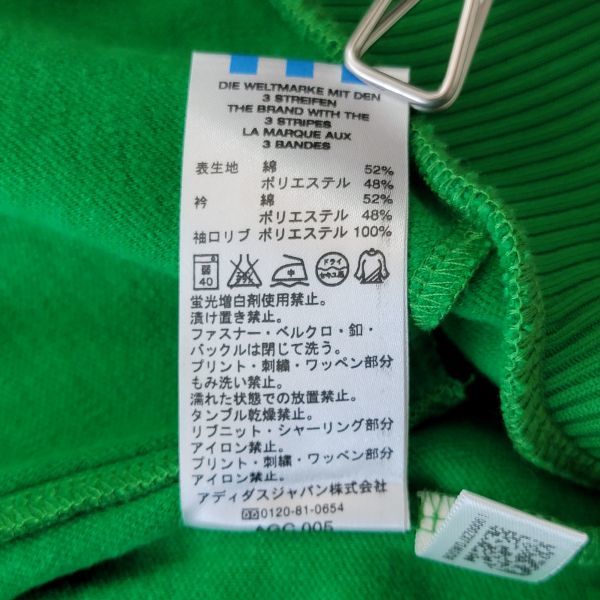 DIE WELTMARKE MIT DEN
3 STREIFEN
THE BRAND WITH THE
3 STRIPES
LA MARQUE AUX
3 BANDES
表生地 綿 52%
ポリエステル 48%
衿 綿 52%
ポリエステル 48%
袖口リブ ポリエステル 100%
弱 40 中 ドライ セキユ系
蛍光増白剤使用禁止。
漬け置き禁止。
ファスナー・ベルクロ・釦・
バックルは閉じて洗う。
プリント・刺繍・ワッペン部分
もみ洗い禁止。
濡れた状態での放置禁止。
タンブル乾燥禁止。
リブニット・シャーリング部分
アイロン禁止。
プリント・刺繍・ワッペン部分
アイロン禁止。
アディダスジャパン株式会社
0120-81-0654
AGC 005